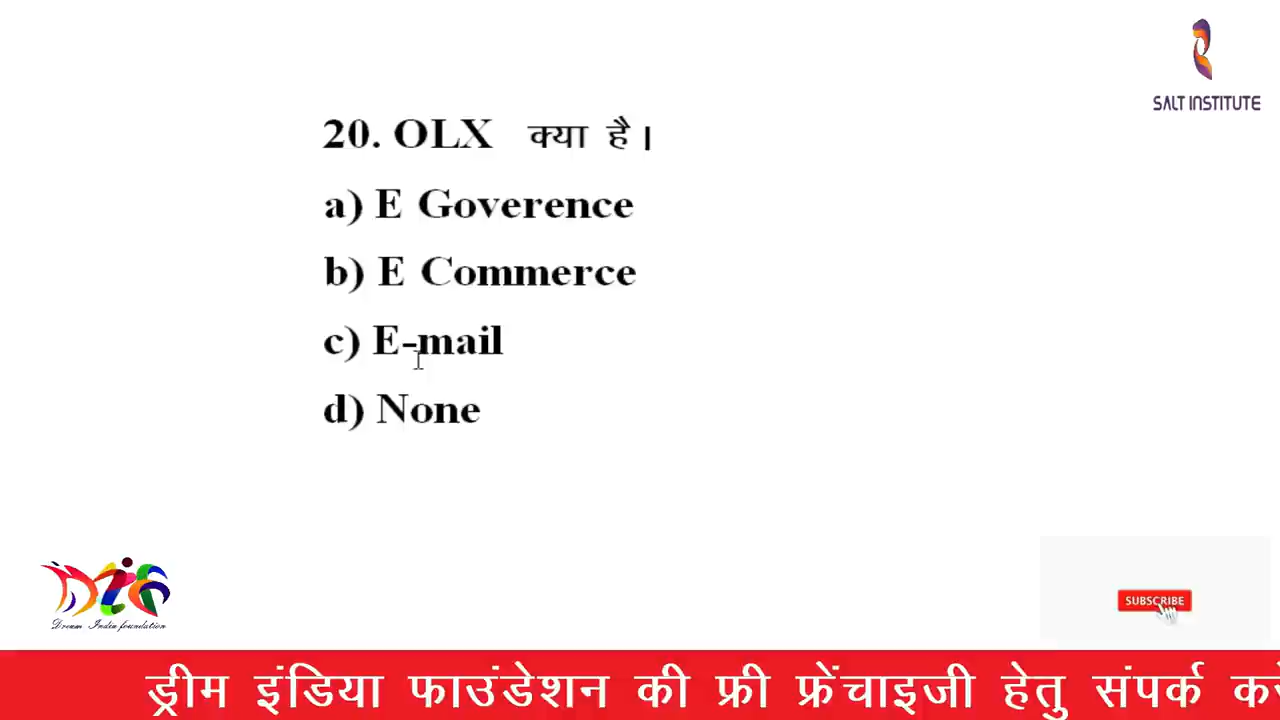 SALT INSTITUTE
20. OLX क्या है।
a) E Goverence
b) E Commerce
c) E-mail
d) None
Dream India foundation
SUBSCRIBE
ड्रीम इंडिया फाउंडेशन की फ्री फ्रेंचाइजी हेतु संपर्क